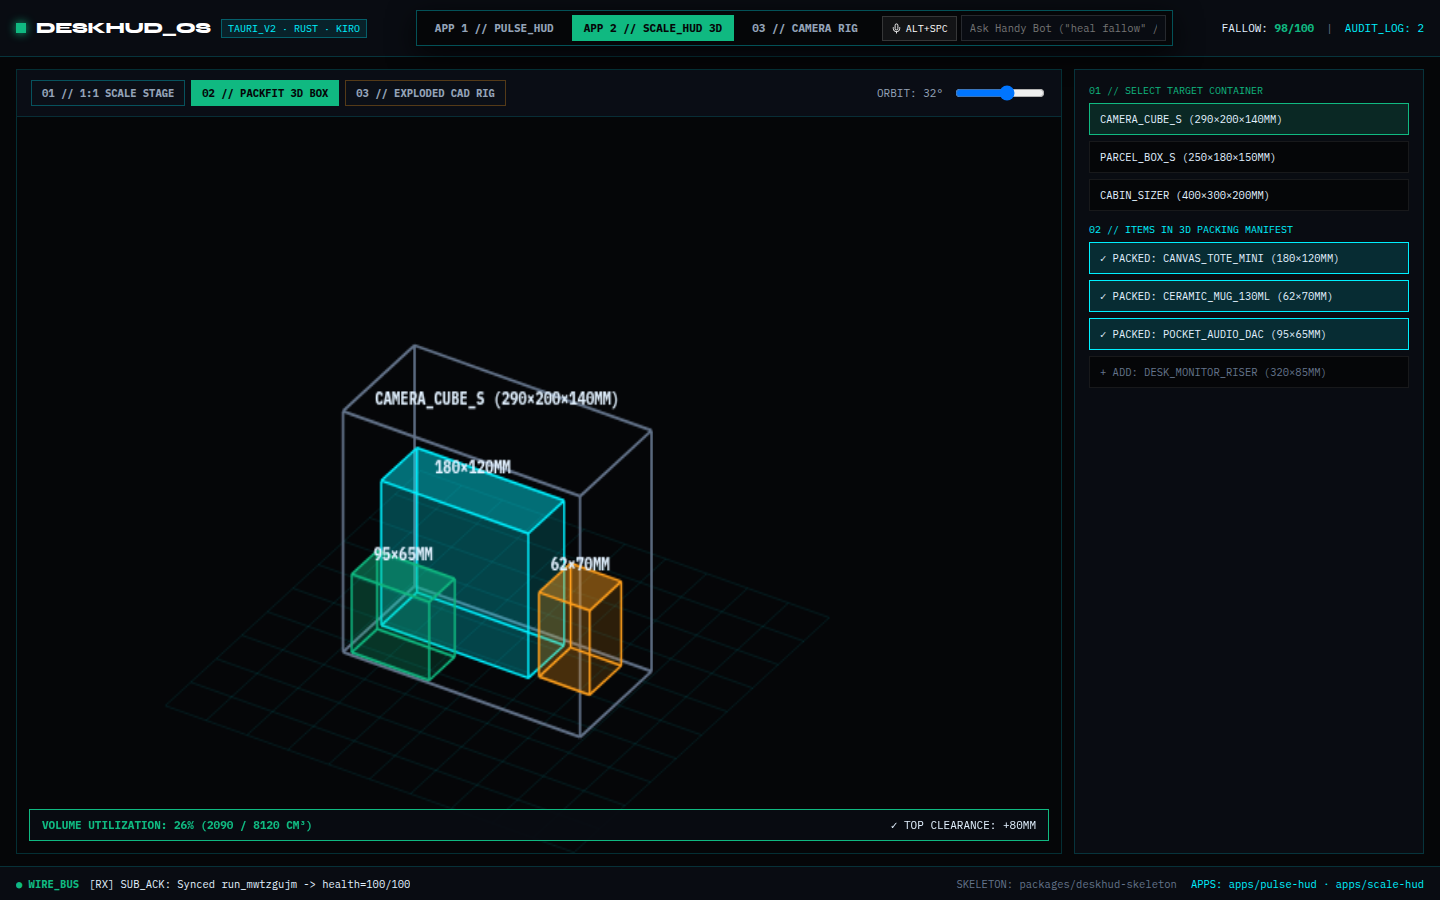 DESKHUD_OS
TAURI_V2 · RUST · KIRO
APP 1 // PULSE_HUD
APP 2 // SCALE_HUD 3D
03 // CAMERA RIG
ALT+SPC
Ask Handy Bot ("heal fallow" /
FALLOW: 98/100 | AUDIT_LOG: 2
01 // 1:1 SCALE STAGE
02 // PACKFIT 3D BOX
03 // EXPLODED CAD RIG
ORBIT: 32°
CAMERA_CUBE_S (290×200×140MM)
180×120MM
95×65MM
62×70MM
VOLUME UTILIZATION: 26% (2090 / 8120 CM³)
✓ TOP CLEARANCE: +80MM
01 // SELECT TARGET CONTAINER
CAMERA_CUBE_S (290×200×140MM)
PARCEL_BOX_S (250×180×150MM)
CABIN_SIZER (400×300×200MM)
02 // ITEMS IN 3D PACKING MANIFEST
✓ PACKED: CANVAS_TOTE_MINI (180×120MM)
✓ PACKED: CERAMIC_MUG_130ML (62×70MM)
✓ PACKED: POCKET_AUDIO_DAC (95×65MM)
+ ADD: DESK_MONITOR_RISER (320×85MM)
● WIRE_BUS [RX] SUB_ACK: Synced run_mwtzgujm -> health=100/100
SKELETON: packages/deskhud-skeleton
APPS: apps/pulse-hud · apps/scale-hud